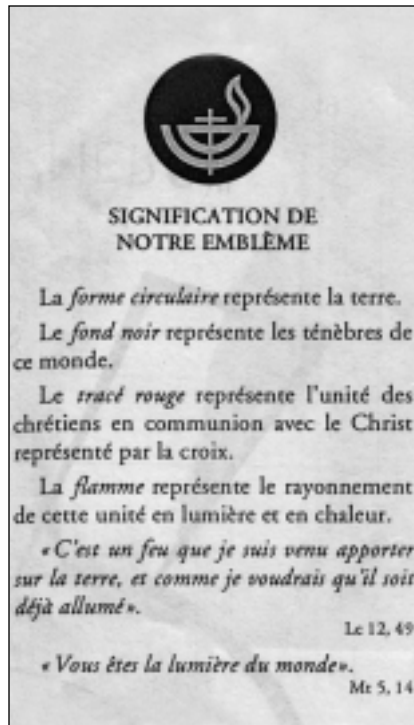 SIGNIFICATION DE
NOTRE EMBLÈME
La forme circulaire représente la terre.
Le fond noir représente les ténèbres de
ce monde.
Le tracé rouge représente l'unité des
chrétiens en communion avec le Christ
représenté par la croix.
La flamme représente le rayonnement
de cette unité en lumière et en chaleur.
«C'est un feu que je suis venu apporter
sur la terre, et comme je voudrais qu'il soit
déjà allumé».
Lc 12, 49
«Vous êtes la lumière du monde».
Mt 5, 14